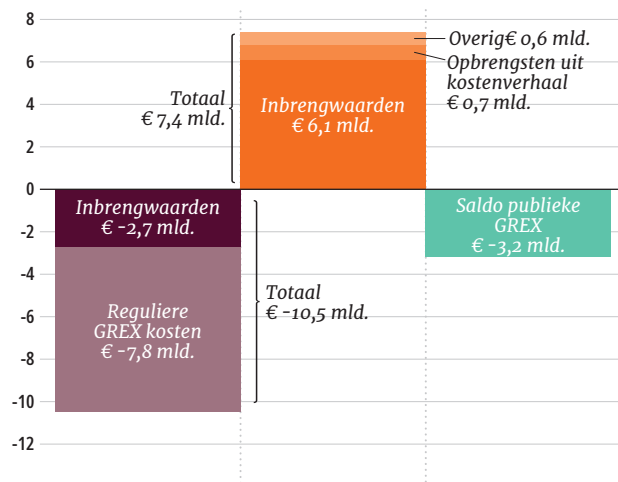 8
6
4
2
0
-2
-4
-6
-8
-10
-12
Overig€ 0,6 mld.
Opbrengsten uit
kostenverhaal
€ 0,7 mld.
Totaal
€ 7,4 mld.
Inbrengwaarden
€ 6,1 mld.
Inbrengwaarden
€ -2,7 mld.
Saldo publieke
GREX
€ -3,2 mld.
Totaal
€ -10,5 mld.
Reguliere
GREX kosten
€ -7,8 mld.